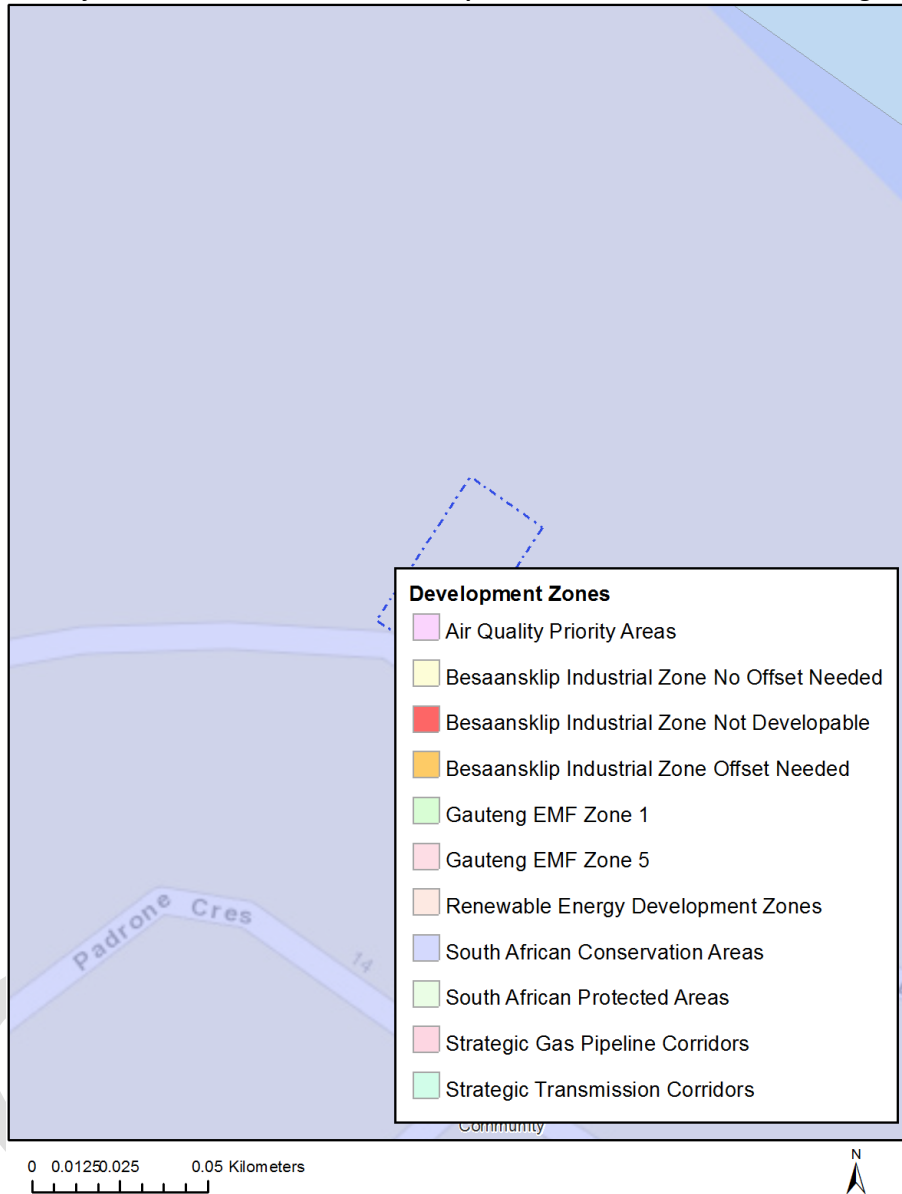 Development Zones
Air Quality Priority Areas
Besaansklip Industrial Zone No Offset Needed
Besaansklip Industrial Zone Not Developable
Besaansklip Industrial Zone Offset Needed
Gauteng EMF Zone 1
Gauteng EMF Zone 5
Renewable Energy Development Zones
South African Conservation Areas
South African Protected Areas
Strategic Gas Pipeline Corridors
Strategic Transmission Corridors
Padrone Cres
14
Community
0 0.0125 0.025 0.05 Kilometers
N